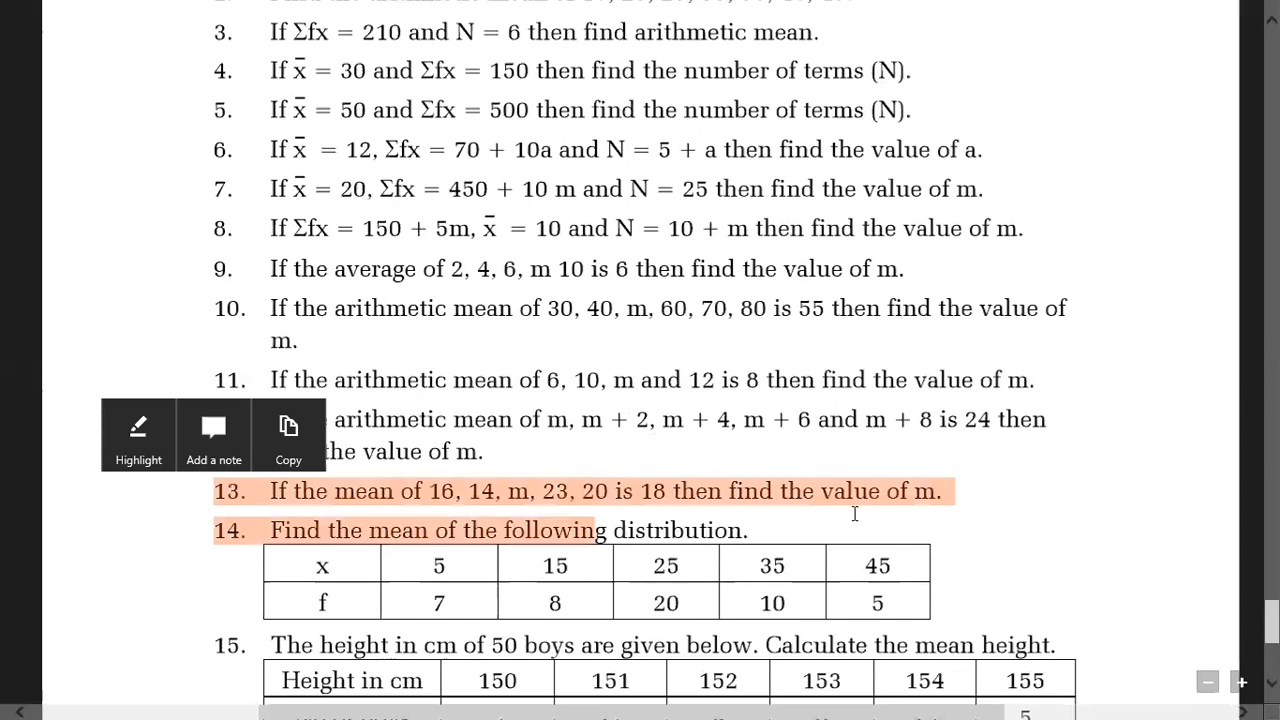 3. If Σfx = 210 and N = 6 then find arithmetic mean.
4. If x̄ = 30 and Σfx = 150 then find the number of terms (N).
5. If x̄ = 50 and Σfx = 500 then find the number of terms (N).
6. If x̄ = 12, Σfx = 70 + 10a and N = 5 + a then find the value of a.
7. If x̄ = 20, Σfx = 450 + 10 m and N = 25 then find the value of m.
8. If Σfx = 150 + 5m, x̄ = 10 and N = 10 + m then find the value of m.
9. If the average of 2, 4, 6, m 10 is 6 then find the value of m.
10. If the arithmetic mean of 30, 40, m, 60, 70, 80 is 55 then find the value of
m.
11. If the arithmetic mean of 6, 10, m and 12 is 8 then find the value of m.
arithmetic mean of m, m + 2, m + 4, m + 6 and m + 8 is 24 then
the value of m.
Highlight Add a note Copy
13. If the mean of 16, 14, m, 23, 20 is 18 then find the value of m.
14. Find the mean of the following distribution.
x 5 15 25 35 45
f 7 8 20 10 5
15. The height in cm of 50 boys are given below. Calculate the mean height.
Height in cm 150 151 152 153 154 155
5